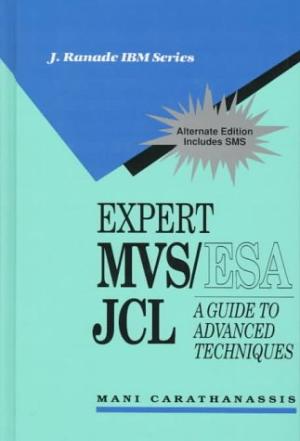 J. Ranade IBM Series
Alternate Edition
Includes SMS
EXPERT
MVS/ESA
JCL
A GUIDE TO
ADVANCED
TECHNIQUES
MANI CARATHANASSIS